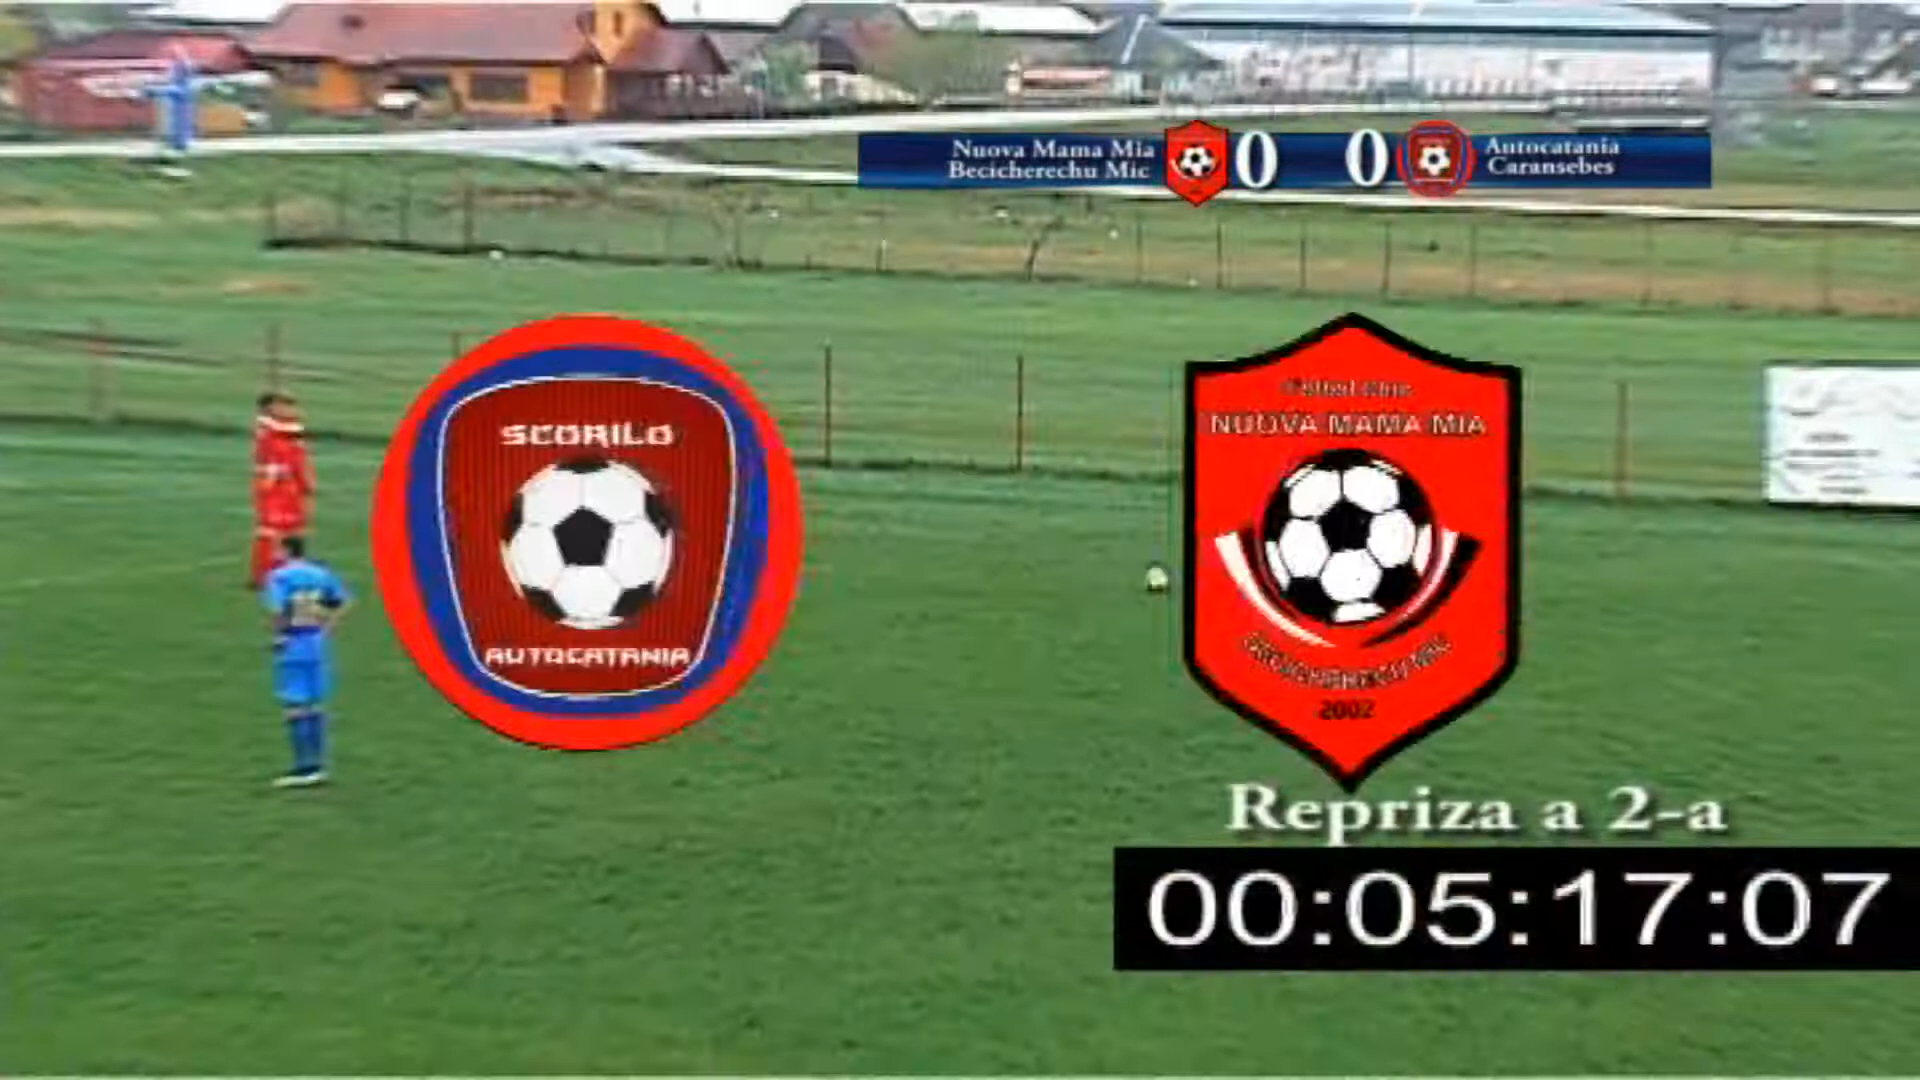 Nuova Mama Mia
Becicherechu Mic
0
0
Autocatania
Caransebes
SCORILO
AUTOCATANIA
NUOVA MAMA MIA
2002
Repriza a 2-a
00:05:17:07